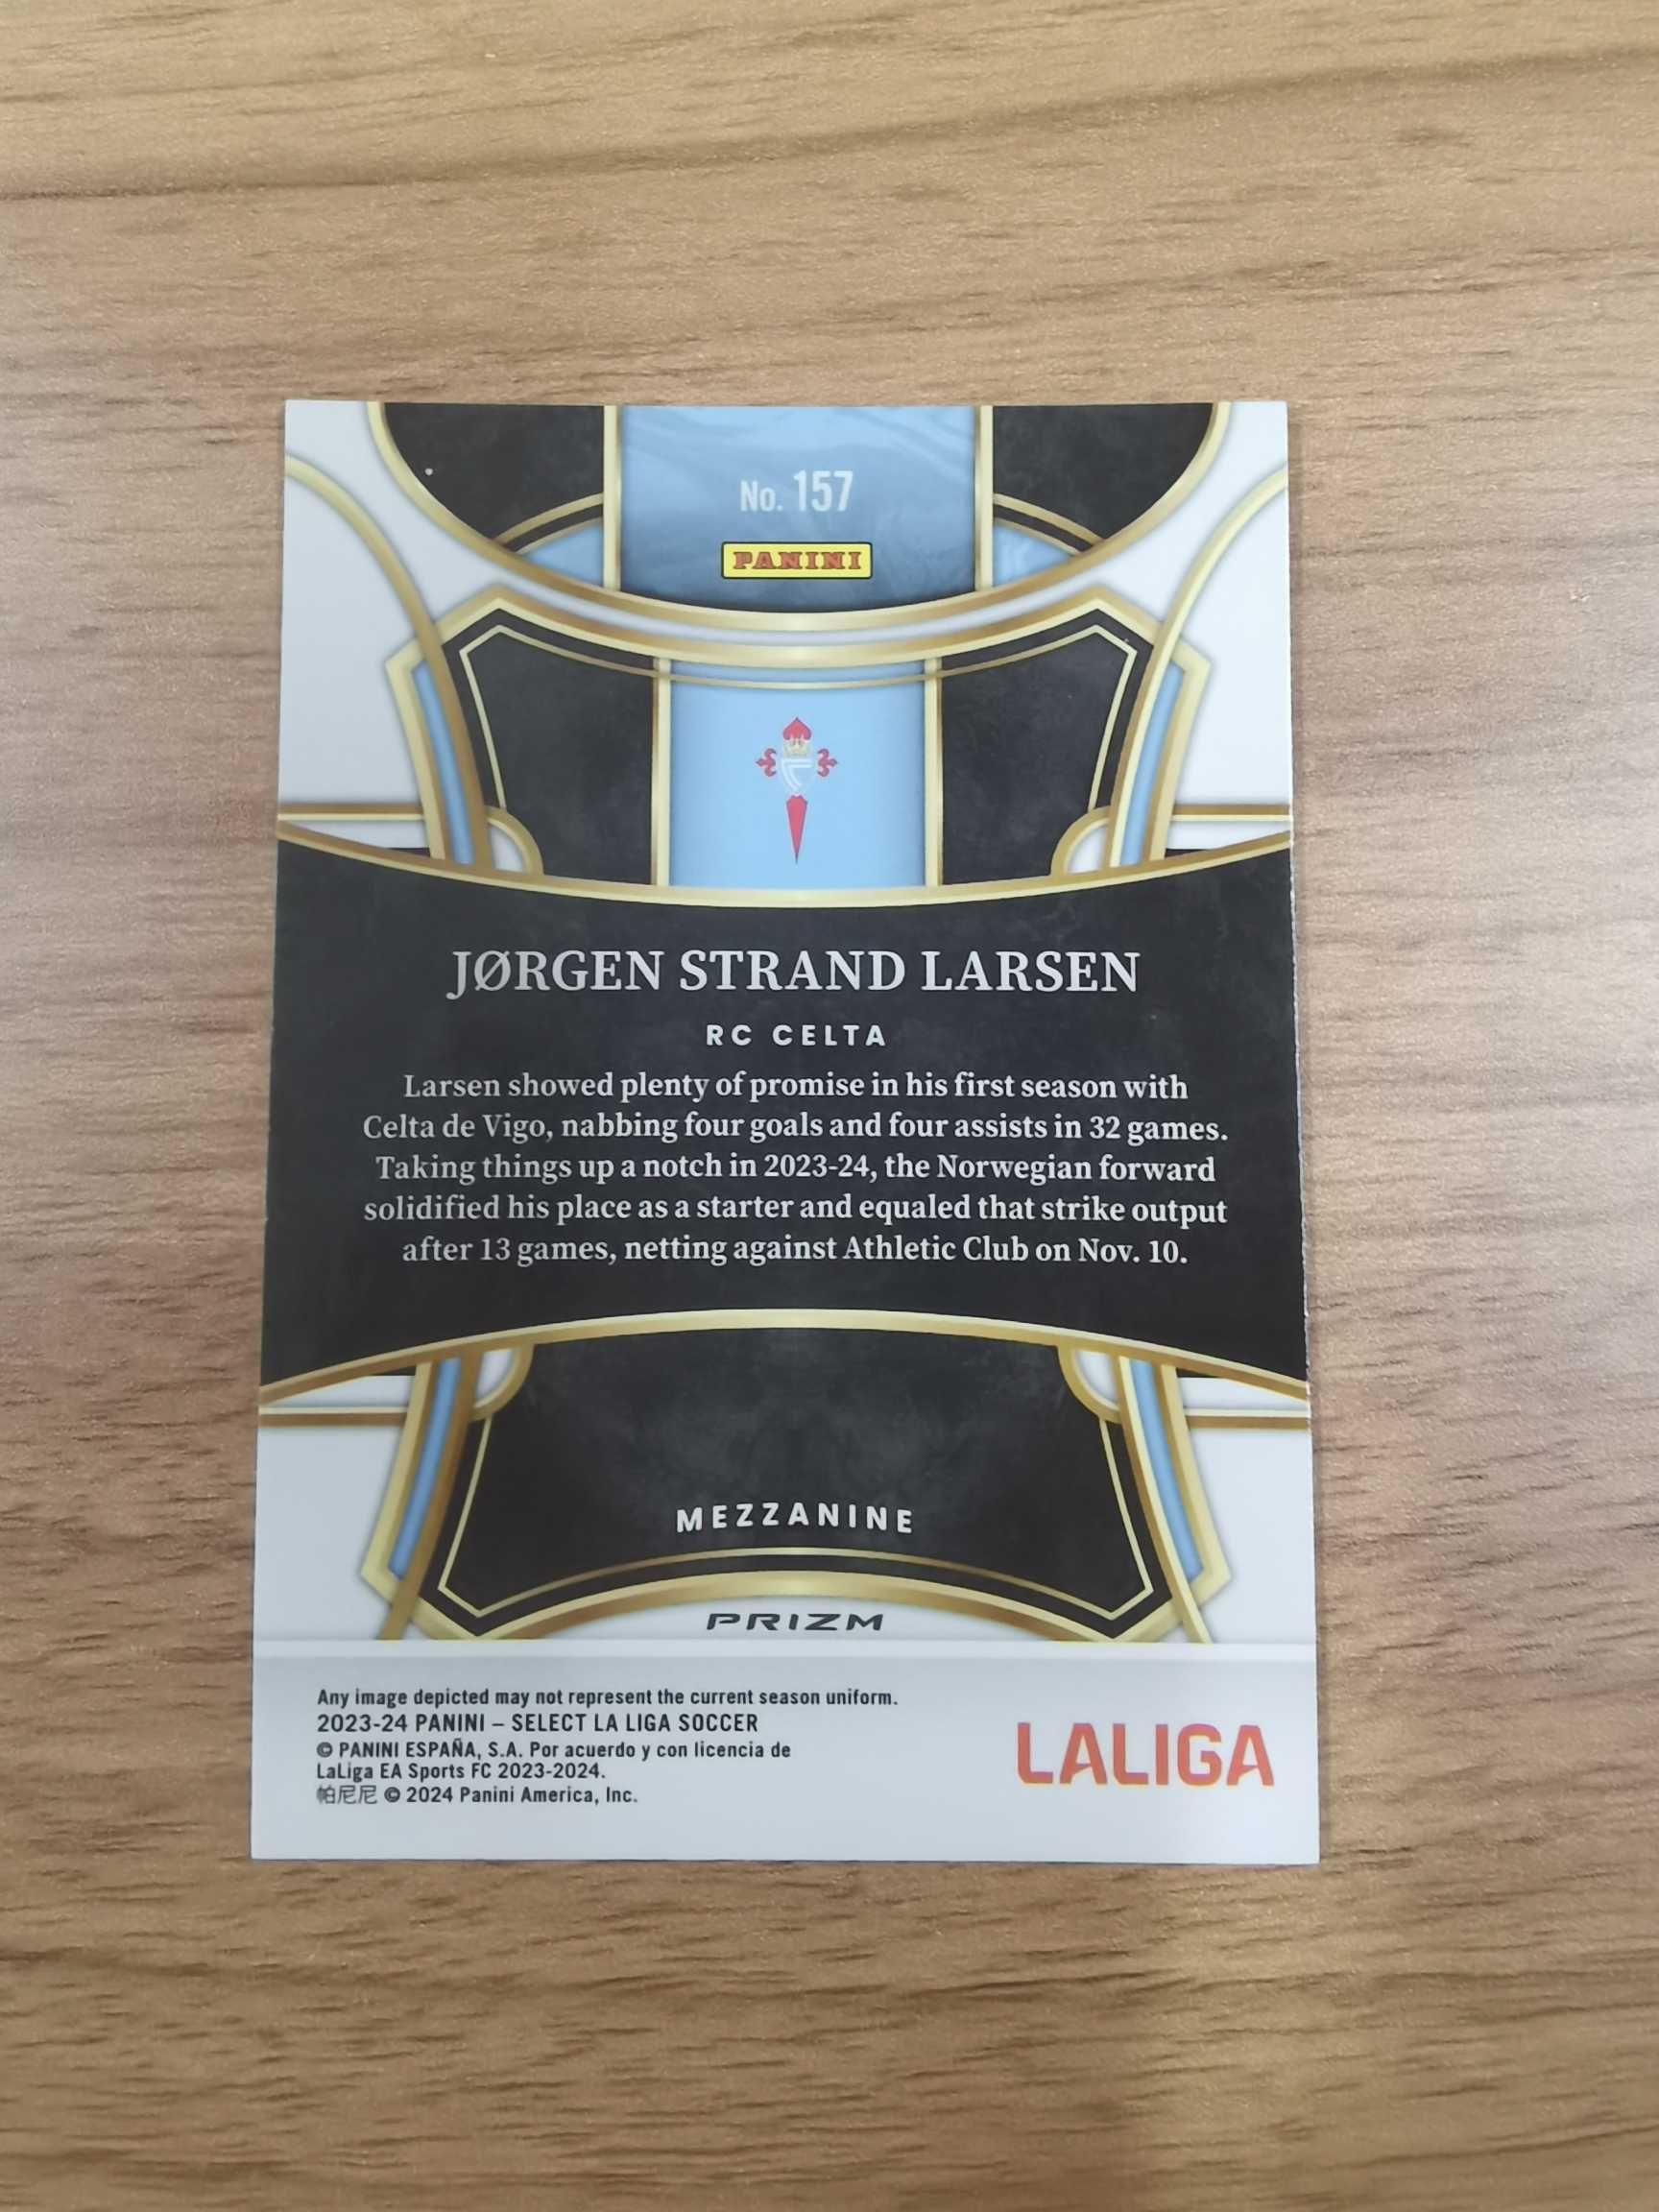 No. 157
PANINI
JØRGEN STRAND LARSEN
RC CELTA
Larsen showed plenty of promise in his first season with
Celta de Vigo, nabbing four goals and four assists in 32 games.
Taking things up a notch in 2023-24, the Norwegian forward
solidified his place as a starter and equaled that strike output
after 13 games, netting against Athletic Club on Nov. 10.
MEZZANINE
PRIZM
Any image depicted may not represent the current season uniform.
2023-24 PANINI – SELECT LA LIGA SOCCER
© PANINI ESPAÑA, S.A. Por acuerdo y con licencia de
LaLiga EA Sports FC 2023-2024.
帕尼尼 © 2024 Panini America, Inc.
LALIGA